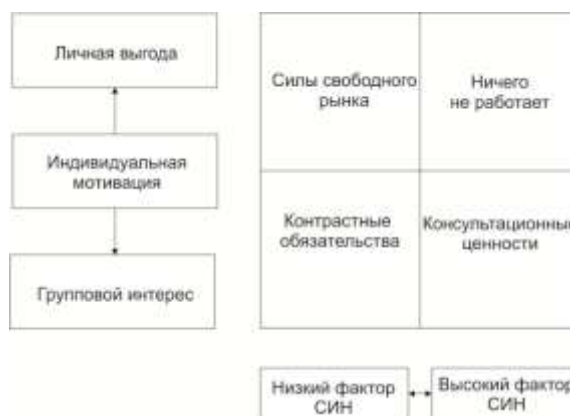 Личная выгода
Силы свободного
рынка
Ничего
не работает
Индивидуальная
мотивация
Контрастные
обязательства
Консультационные
ценности
Групповой интерес
Низкий фактор
СИН
Высокий фактор
СИН